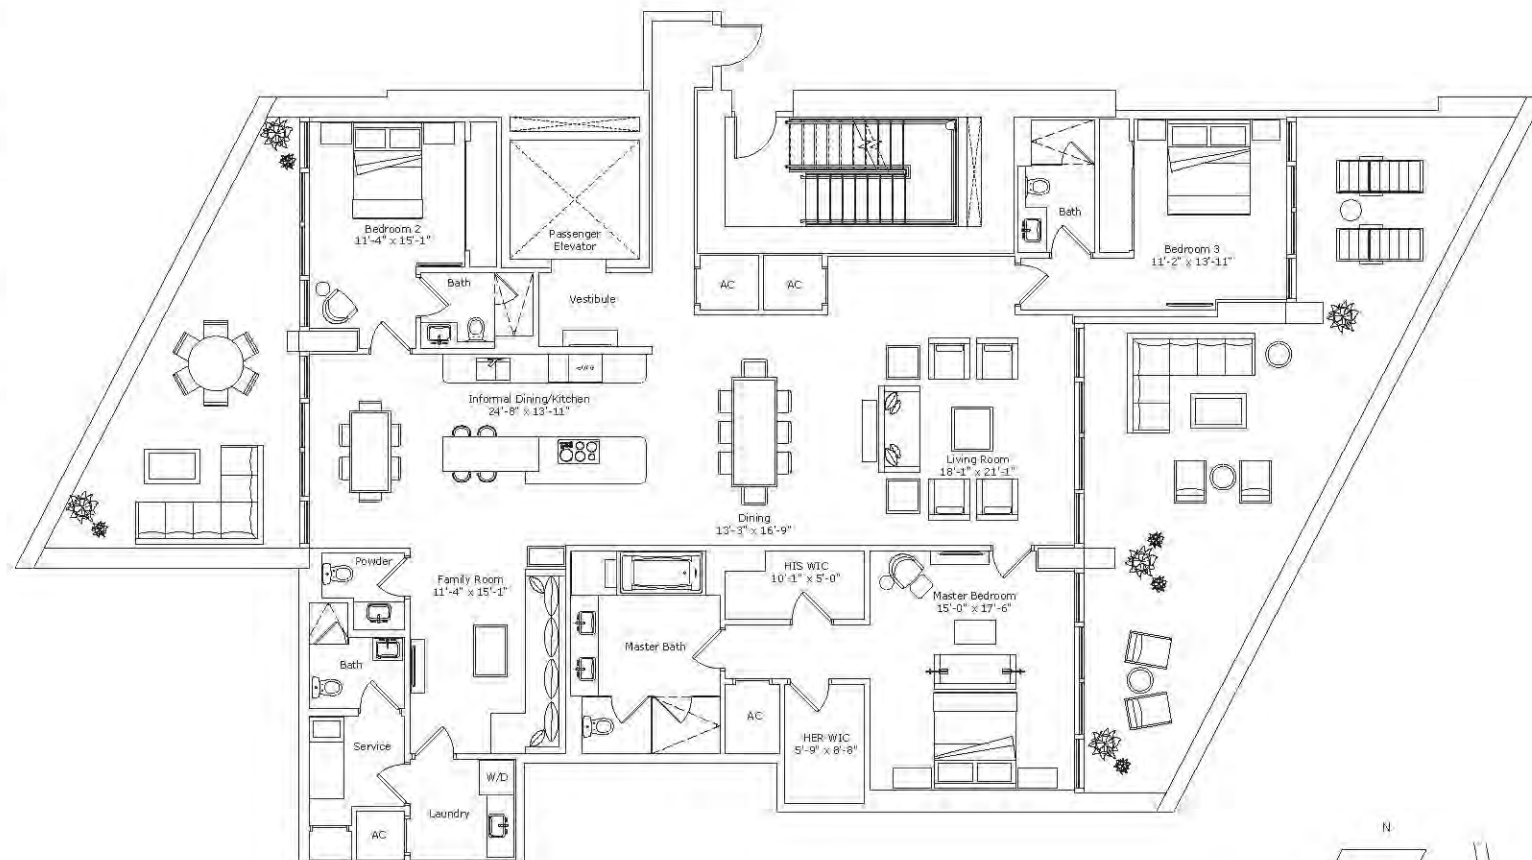 Bedroom 2
11'-4" x 15'-1"
Passenger
Elevator
Bath
Vestibule
AC
AC
Bath
Bedroom 3
11'-2" x 13'-11"
Informal Dining/Kitchen
24'-8" x 13'-11"
Living Room
18'-1" x 21'-1"
Dining
13'-3" x 16'-9"
Powder
Family Room
11'-4" x 15'-1"
HIS WIC
10'-1" x 5'-0"
Master Bedroom
15'-0" x 17'-6"
Bath
Master Bath
Service
AC
HER WIC
5'-9" x 8'-8"
W/D
Laundry
AC
N